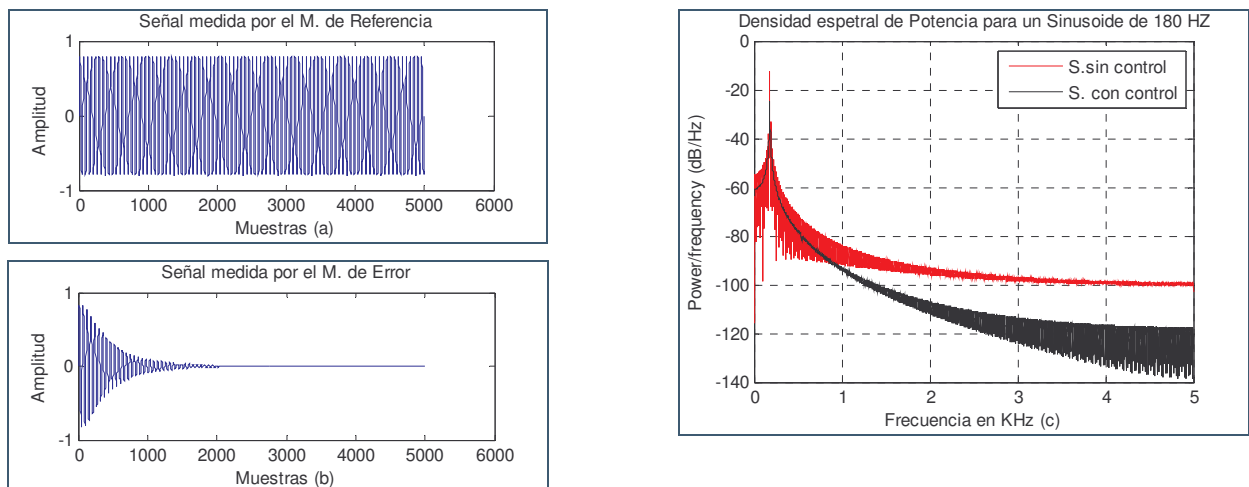 Señal medida por el M. de Referencia
1
0
-1
Amplitud
0 1000 2000 3000 4000 5000 6000
Muestras (a)
Señal medida por el M. de Error
1
0
-1
Amplitud
0 1000 2000 3000 4000 5000 6000
Muestras (b)
Densidad espetral de Potencia para un Sinusoide de 180 HZ
0
-20
-40
-60
-80
-100
-120
-140
Power/frequency (dB/Hz)
S.sin control
S. con control
0 1 2 3 4 5
Frecuencia en KHz (c)